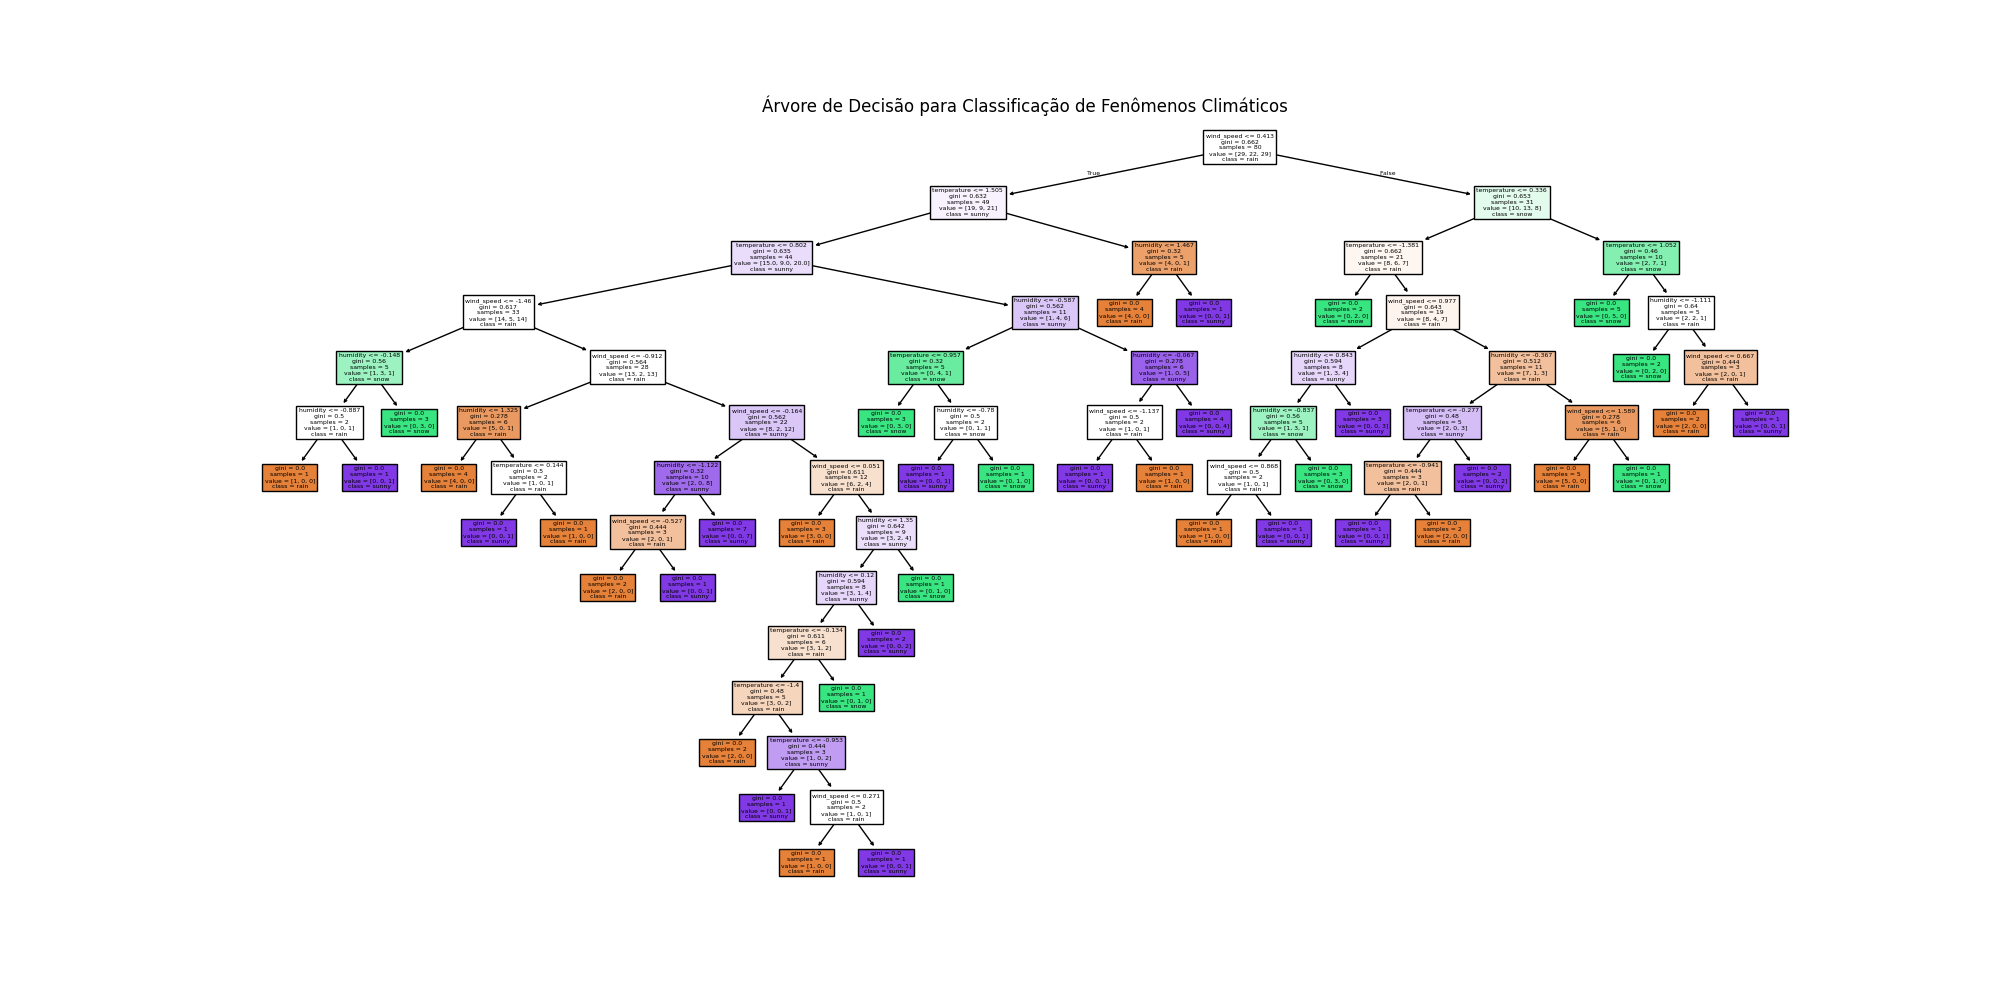 Árvore de Decisão para Classificação de Fenômenos Climáticos
wind_speed <= 0.413
gini = 0.662
samples = 80
value = [29, 22, 29]
class = rain
True
False
temperature <= 1.505
gini = 0.632
samples = 49
value = [19, 9, 21]
class = sunny
temperature <= 0.336
gini = 0.653
samples = 31
value = [10, 13, 8]
class = snow
temperature <= 0.802
gini = 0.635
samples = 44
value = [15.0, 9.0, 20.0]
class = sunny
humidity <= 1.467
gini = 0.32
samples = 5
value = [4, 0, 1]
class = rain
temperature <= -1.381
gini = 0.662
samples = 21
value = [8, 6, 7]
class = rain
temperature <= 1.052
gini = 0.46
samples = 10
value = [2, 7, 1]
class = snow
wind_speed <= -1.46
gini = 0.617
samples = 33
value = [14, 5, 14]
class = rain
humidity <= -0.587
gini = 0.562
samples = 11
value = [1, 4, 6]
class = sunny
gini = 0.0
samples = 4
value = [4, 0, 0]
class = rain
gini = 0.0
samples = 1
value = [0, 0, 1]
class = sunny
gini = 0.0
samples = 2
value = [0, 2, 0]
class = snow
wind_speed <= 0.977
gini = 0.643
samples = 19
value = [8, 4, 7]
class = rain
gini = 0.0
samples = 5
value = [0, 5, 0]
class = snow
humidity <= -1.111
gini = 0.64
samples = 5
value = [2, 2, 1]
class = rain
humidity <= -0.148
gini = 0.56
samples = 5
value = [1, 3, 1]
class = snow
wind_speed <= -0.912
gini = 0.564
samples = 28
value = [13, 2, 13]
class = rain
temperature <= 0.957
gini = 0.32
samples = 5
value = [0, 4, 1]
class = snow
humidity <= -0.067
gini = 0.278
samples = 6
value = [1, 0, 5]
class = sunny
humidity <= 0.843
gini = 0.594
samples = 8
value = [1, 3, 4]
class = sunny
humidity <= -0.367
gini = 0.512
samples = 11
value = [7, 1, 3]
class = rain
gini = 0.0
samples = 2
value = [0, 2, 0]
class = snow
wind_speed <= 0.667
gini = 0.444
samples = 3
value = [2, 0, 1]
class = rain
humidity <= -0.887
gini = 0.5
samples = 2
value = [1, 0, 1]
class = rain
gini = 0.0
samples = 3
value = [0, 3, 0]
class = snow
humidity <= 1.325
gini = 0.278
samples = 6
value = [5, 0, 1]
class = rain
wind_speed <= -0.164
gini = 0.562
samples = 22
value = [8, 2, 12]
class = sunny
gini = 0.0
samples = 3
value = [0, 3, 0]
class = snow
humidity <= -0.78
gini = 0.5
samples = 2
value = [0, 1, 1]
class = snow
wind_speed <= -1.137
gini = 0.5
samples = 2
value = [1, 0, 1]
class = rain
gini = 0.0
samples = 4
value = [0, 0, 4]
class = sunny
humidity <= -0.837
gini = 0.56
samples = 5
value = [1, 3, 1]
class = snow
gini = 0.0
samples = 3
value = [0, 0, 3]
class = sunny
temperature <= -0.277
gini = 0.48
samples = 5
value = [2, 0, 3]
class = sunny
wind_speed <= 1.589
gini = 0.278
samples = 6
value = [5, 1, 0]
class = rain
gini = 0.0
samples = 2
value = [2, 0, 0]
class = rain
gini = 0.0
samples = 1
value = [0, 0, 1]
class = sunny
gini = 0.0
samples = 1
value = [1, 0, 0]
class = rain
gini = 0.0
samples = 1
value = [0, 0, 1]
class = sunny
gini = 0.0
samples = 4
value = [4, 0, 0]
class = rain
temperature <= 0.144
gini = 0.5
samples = 2
value = [1, 0, 1]
class = rain
humidity <= -1.122
gini = 0.32
samples = 10
value = [2, 0, 8]
class = sunny
wind_speed <= 0.051
gini = 0.611
samples = 12
value = [6, 2, 4]
class = rain
gini = 0.0
samples = 1
value = [0, 0, 1]
class = sunny
gini = 0.0
samples = 1
value = [0, 1, 0]
class = snow
gini = 0.0
samples = 1
value = [0, 0, 1]
class = sunny
gini = 0.0
samples = 1
value = [1, 0, 0]
class = rain
wind_speed <= 0.868
gini = 0.5
samples = 2
value = [1, 0, 1]
class = rain
gini = 0.0
samples = 3
value = [0, 3, 0]
class = snow
temperature <= -0.941
gini = 0.444
samples = 3
value = [2, 0, 1]
class = rain
gini = 0.0
samples = 2
value = [0, 0, 2]
class = sunny
gini = 0.0
samples = 5
value = [5, 0, 0]
class = rain
gini = 0.0
samples = 1
value = [0, 1, 0]
class = snow
gini = 0.0
samples = 1
value = [0, 0, 1]
class = sunny
gini = 0.0
samples = 1
value = [1, 0, 0]
class = rain
wind_speed <= -0.527
gini = 0.444
samples = 3
value = [2, 0, 1]
class = rain
gini = 0.0
samples = 7
value = [0, 0, 7]
class = sunny
gini = 0.0
samples = 3
value = [3, 0, 0]
class = rain
humidity <= 1.35
gini = 0.642
samples = 9
value = [3, 2, 4]
class = sunny
gini = 0.0
samples = 1
value = [1, 0, 0]
class = rain
gini = 0.0
samples = 1
value = [0, 0, 1]
class = sunny
gini = 0.0
samples = 1
value = [0, 0, 1]
class = sunny
gini = 0.0
samples = 2
value = [2, 0, 0]
class = rain
gini = 0.0
samples = 2
value = [2, 0, 0]
class = rain
gini = 0.0
samples = 1
value = [0, 0, 1]
class = sunny
humidity <= 0.12
gini = 0.594
samples = 8
value = [3, 1, 4]
class = sunny
gini = 0.0
samples = 1
value = [0, 1, 0]
class = snow
temperature <= -0.134
gini = 0.611
samples = 6
value = [3, 1, 2]
class = rain
gini = 0.0
samples = 2
value = [0, 0, 2]
class = sunny
temperature <= -1.4
gini = 0.48
samples = 5
value = [3, 0, 2]
class = rain
gini = 0.0
samples = 1
value = [0, 1, 0]
class = snow
gini = 0.0
samples = 2
value = [2, 0, 0]
class = rain
temperature <= -0.953
gini = 0.444
samples = 3
value = [1, 0, 2]
class = sunny
gini = 0.0
samples = 1
value = [0, 0, 1]
class = sunny
wind_speed <= 0.271
gini = 0.5
samples = 2
value = [1, 0, 1]
class = rain
gini = 0.0
samples = 1
value = [1, 0, 0]
class = rain
gini = 0.0
samples = 1
value = [0, 0, 1]
class = sunny